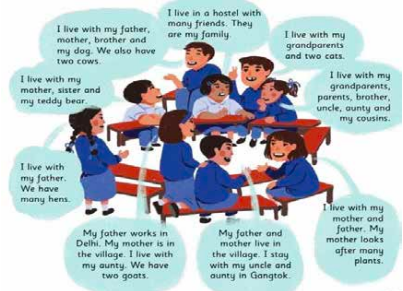 I live with my father,
mother, brother and
my dog. We also have
two cows.
I live in a hostel with
many friends. They
are my family.
I live with my
grandparents
and two cats.
I live with my
mother, sister and
my teddy bear.
I live with my
grandparents,
parents, brother,
uncle, aunty and
my cousins.
I live with
my father.
We have
many hens.
My father works in
Delhi. My mother is in
the village. I live with
my aunty. We have
two goats.
My father and
mother live in
the village. I stay
with my uncle and
aunty in Gangtok.
I live with my
mother and
father. My mother
looks after many
plants.